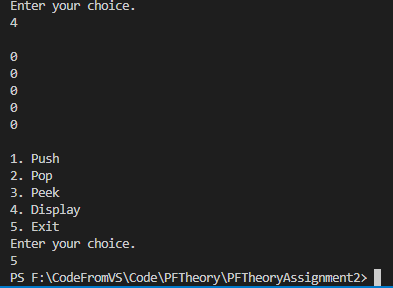 Enter your choice.
4
0
0
0
0
0
1. Push
2. Pop
3. Peek
4. Display
5. Exit
Enter your choice.
5
PS F:\CodeFromVS\Code\PFTheory\PFTheoryAssignment2>